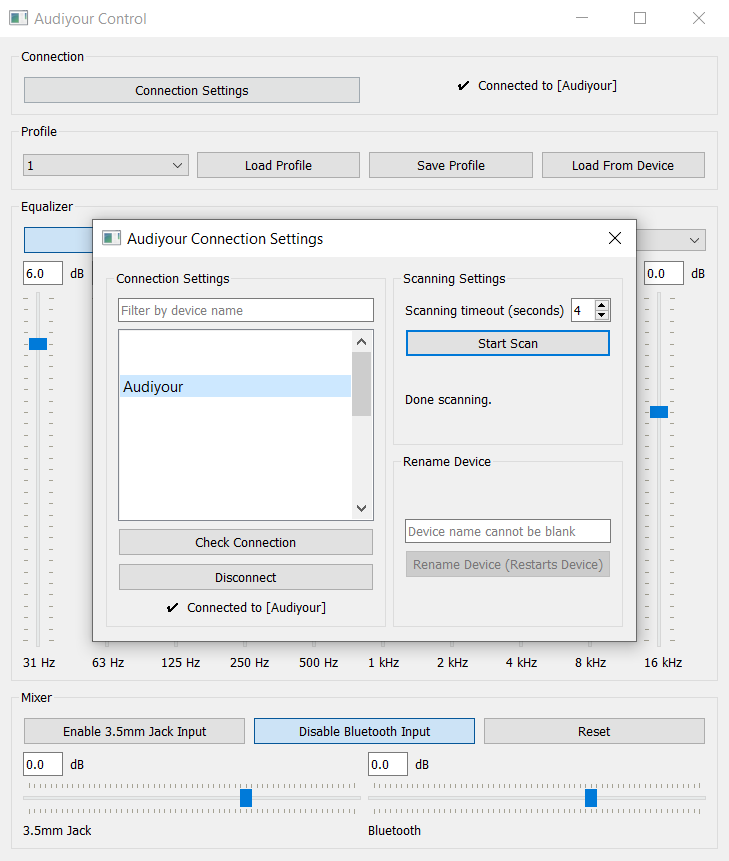 Audiyour Control
Connection
Connection Settings
✔ Connected to [Audiyour]
Profile
1
Load Profile
Save Profile
Load From Device
Equalizer
6.0 dB
0.0 dB
Audiyour Connection Settings
Connection Settings
Filter by device name
Audiyour
Check Connection
Disconnect
✔ Connected to [Audiyour]
Scanning Settings
Scanning timeout (seconds) 4
Start Scan
Done scanning.
Rename Device
Device name cannot be blank
Rename Device (Restarts Device)
31 Hz 63 Hz 125 Hz 250 Hz 500 Hz 1 kHz 2 kHz 4 kHz 8 kHz 16 kHz
Mixer
Enable 3.5mm Jack Input
Disable Bluetooth Input
Reset
0.0 dB
0.0 dB
3.5mm Jack
Bluetooth